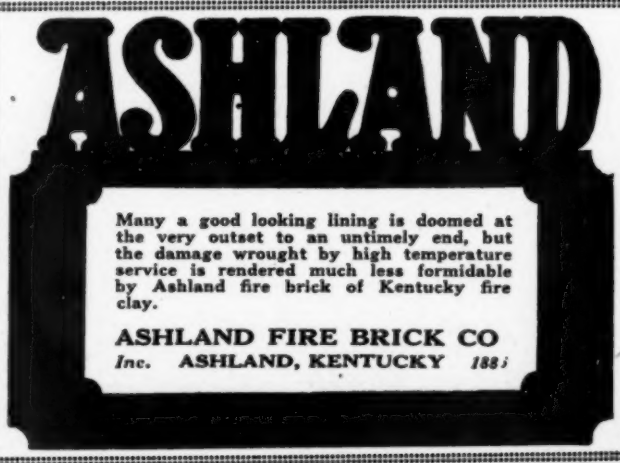 ASHLAND
Many a good looking lining is doomed at
the very outset to an untimely end, but
the damage wrought by high temperature
service is rendered much less formidable
by Ashland fire brick of Kentucky fire
clay.
ASHLAND FIRE BRICK CO
Inc. ASHLAND, KENTUCKY 188j